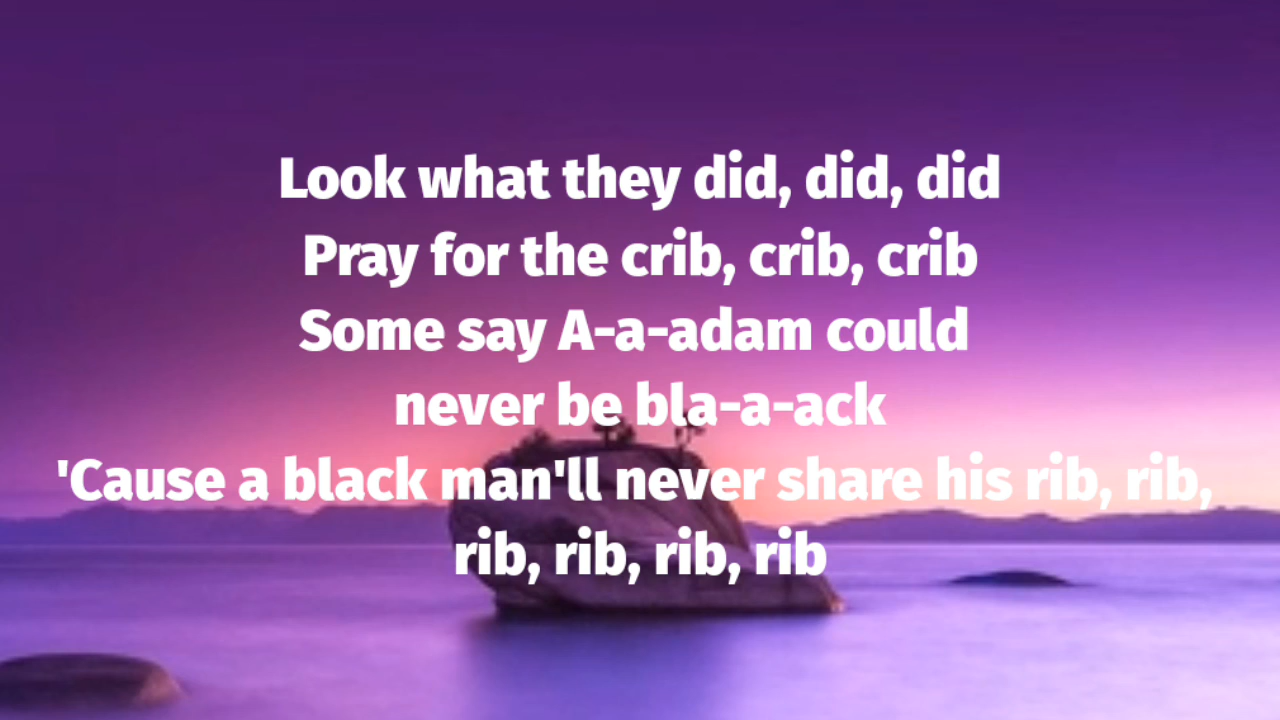 Look what they did, did, did
Pray for the crib, crib, crib
Some say A-a-adam could
never be bla-a-ack
'Cause a black man'll never share his rib, rib,
rib, rib, rib, rib